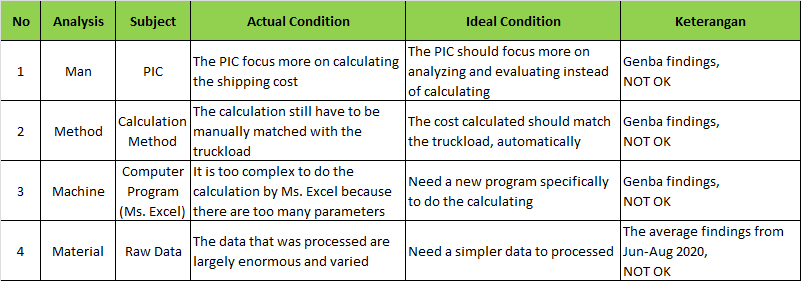 No Analysis Subject Actual Condition Ideal Condition Keterangan
1 Man PIC The PIC focus more on calculating the shipping cost The PIC should focus more on analyzing and evaluating instead of calculating Genba findings, NOT OK
2 Method Calculation Method The calculation still have to be manually matched with the truckload The cost calculated should match the truckload, automatically Genba findings, NOT OK
3 Machine Computer Program (Ms. Excel) It is too complex to do the calculation by Ms. Excel because there are too many parameters Need a new program specifically to do the calculating Genba findings, NOT OK
4 Material Raw Data The data that was processed are largely enormous and varied Need a simpler data to processed The average findings from Jun-Aug 2020, NOT OK